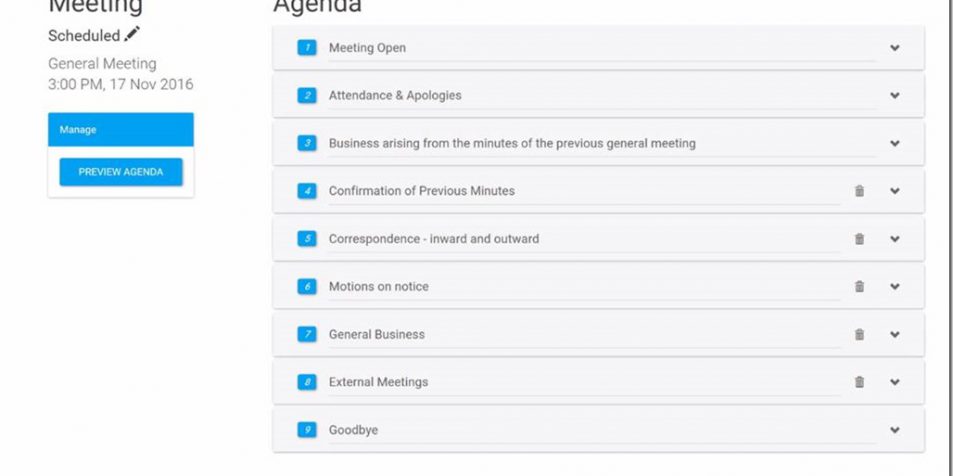 Meeting
Scheduled
General Meeting
3:00 PM, 17 Nov 2016
Manage
PREVIEW AGENDA
Agenda
1 Meeting Open
2 Attendance & Apologies
3 Business arising from the minutes of the previous general meeting
4 Confirmation of Previous Minutes
5 Correspondence - inward and outward
6 Motions on notice
7 General Business
8 External Meetings
9 Goodbye